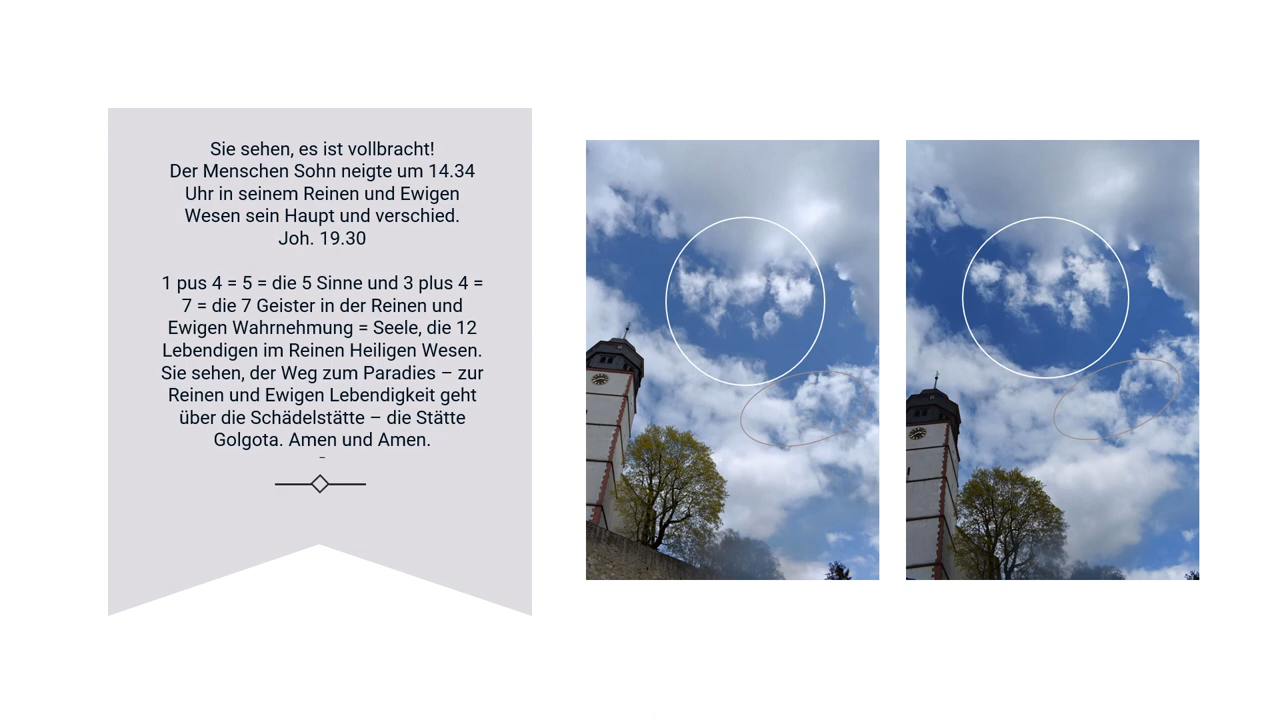 Sie sehen, es ist vollbracht!
Der Menschen Sohn neigte um 14.34
Uhr in seinem Reinen und Ewigen
Wesen sein Haupt und verschied.
Joh. 19.30
1 pus 4 = 5 = die 5 Sinne und 3 plus 4 =
7 = die 7 Geister in der Reinen und
Ewigen Wahrnehmung = Seele, die 12
Lebendigen im Reinen Heiligen Wesen.
Sie sehen, der Weg zum Paradies – zur
Reinen und Ewigen Lebendigkeit geht
über die Schädelstätte – die Stätte
Golgota. Amen und Amen.